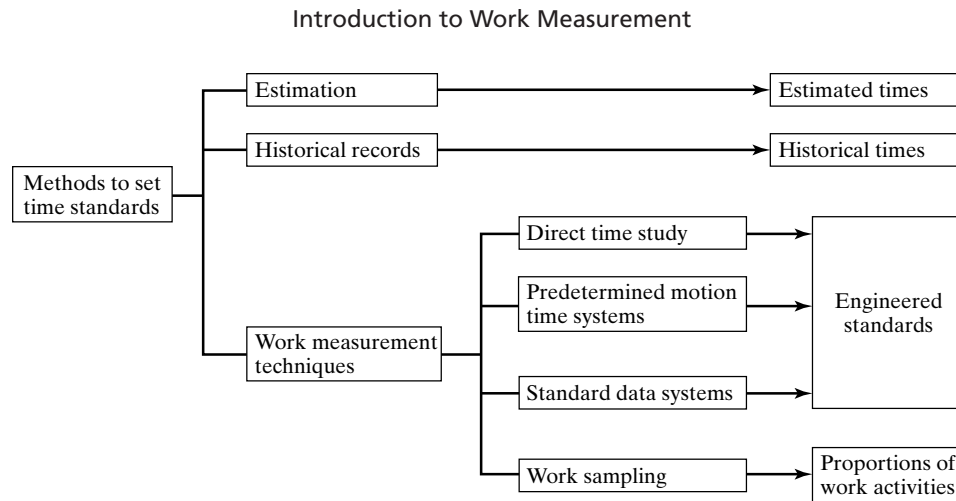 Introduction to Work Measurement
Estimation
Estimated times
Historical records
Historical times
Methods to set
time standards
Direct time study
Predetermined motion
time systems
Engineered
standards
Work measurement
techniques
Standard data systems
Work sampling
Proportions of
work activities